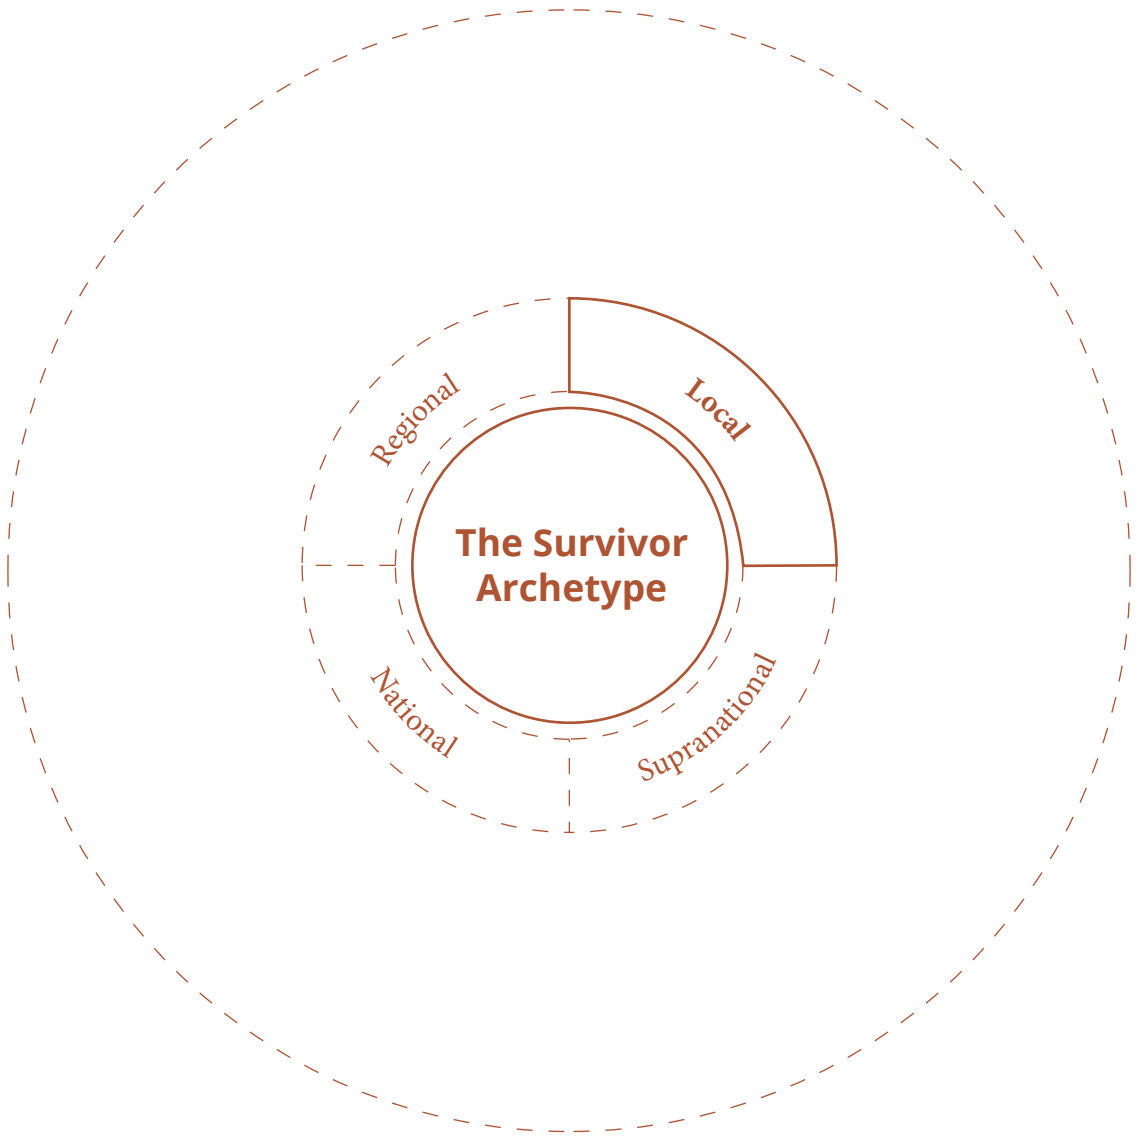 Regional
Local
The Survivor
Archetype
National
Supranational